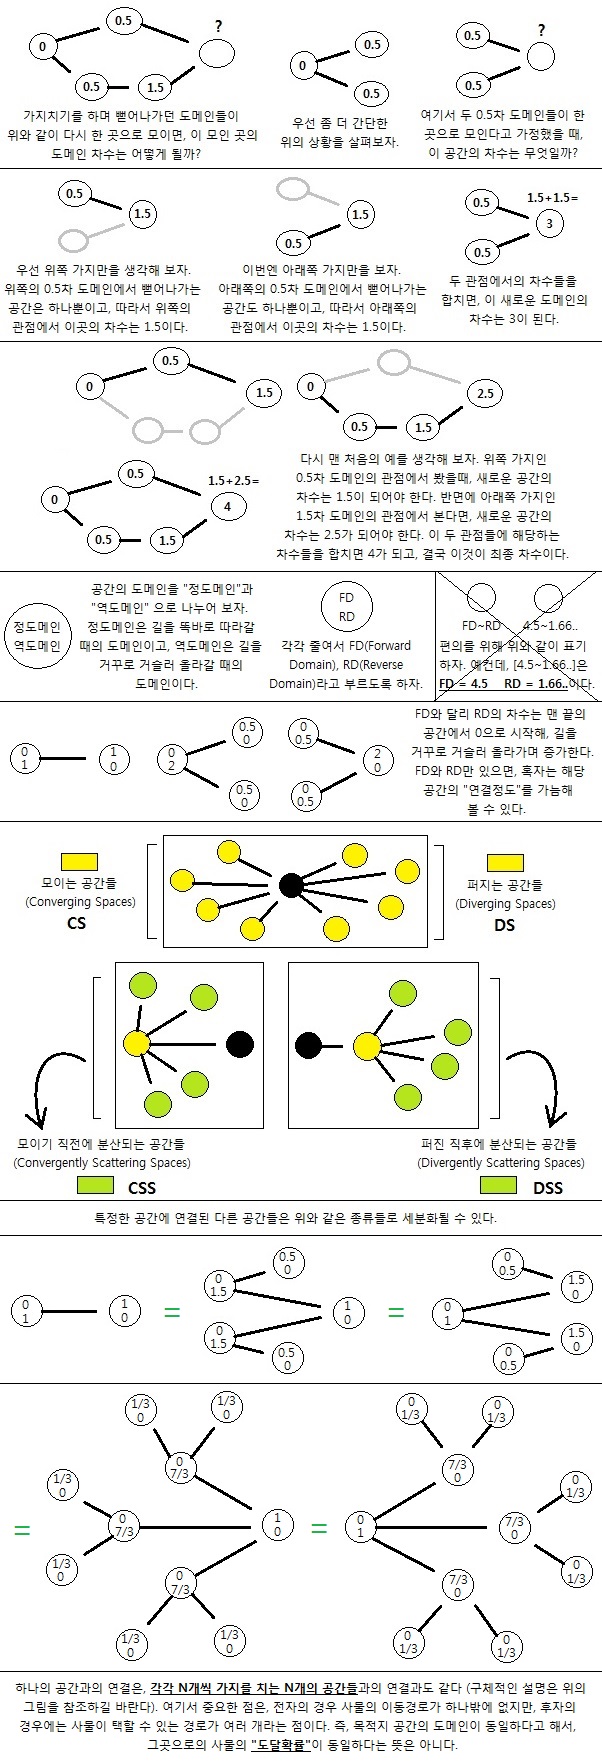 ?
0.5
0
0.5
1.5
가지치기를 하며 뻗어나가던 도메인들이
위와 같이 다시 한 곳으로 모이면, 이 모인 곳의
도메인 차수는 어떻게 될까?
0.5
0
0.5
우선 좀 더 간단한
위의 상황을 살펴보자.
?
0.5
0.5
여기서 두 0.5차 도메인들이 한
곳으로 모인다고 가정했을 때,
이 공간의 차수는 무엇일까?
0.5
1.5
우선 위쪽 가지만을 생각해 보자.
위쪽의 0.5차 도메인에서 뻗어나가는
공간은 하나뿐이고, 따라서 위쪽의
관점에서 이곳의 차수는 1.5이다.
1.5
0.5
이번엔 아래쪽 가지만을 보자.
아래쪽의 0.5차 도메인에서 뻗어나가는
공간도 하나뿐이고, 따라서 아래쪽의
관점에서 이곳의 차수는 1.5이다.
1.5+1.5=
0.5
3
0.5
두 관점에서의 차수들을
합치면, 이 새로운 도메인의
차수는 3이 된다.
0.5
0
1.5
0
2.5
0.5
1.5
0.5
1.5+2.5=
0
4
0.5
1.5
다시 맨 처음의 예를 생각해 보자. 위쪽 가지인
0.5차 도메인의 관점에서 봤을때, 새로운 공간의
차수는 1.5이 되어야 한다. 반면에 아래쪽 가지인
1.5차 도메인의 관점에서 본다면, 새로운 공간의
차수는 2.5가 되어야 한다. 이 두 관점들에 해당하는
차수들을 합치면 4가 되고, 결국 이것이 최종 차수이다.
정도메인
역도메인
공간의 도메인을 "정도메인"과
"역도메인" 으로 나누어 보자.
정도메인은 길을 똑바로 따라갈
때의 도메인이고, 역도메인은 길을
거꾸로 거슬러 올라갈 때의
도메인이다.
FD
RD
각각 줄여서 FD(Forward
Domain), RD(Reverse
Domain)라고 부르도록 하자.
FD~RD 4.5~1.66..
편의를 위해 위와 같이 표기
하자. 예컨데, [4.5~1.66..]은
FD = 4.5 RD = 1.66..이다.
0
1
1
0
0
2
0.5
0
0.5
0
0
0.5
0
0.5
2
0
FD와 달리 RD의 차수는 맨 끝의
공간에서 0으로 시작해, 길을
거꾸로 거슬러 올라가며 증가한다.
FD와 RD만 있으면, 혹자는 해당
공간의 "연결정도"를 가늠해
볼 수 있다.
모이는 공간들
(Converging Spaces)
CS
퍼지는 공간들
(Diverging Spaces)
DS
모이기 직전에 분산되는 공간들
(Convergently Scattering Spaces)
CSS
퍼진 직후에 분산되는 공간들
(Divergently Scattering Spaces)
DSS
특정한 공간에 연결된 다른 공간들은 위와 같은 종류들로 세분화될 수 있다.
0
1
1
0
=
0.5
0
0
1.5
1
0
0
1.5
0.5
0
=
0
0.5
1.5
0
0
1
1.5
0
0
0.5
=
1/3
0
1/3
0
0
7/3
1/3
0
0
7/3
1/3
0
1
0
0
7/3
1/3
0
1/3
0
=
0
1/3
0
1/3
7/3
0
0
1/3
0
1
7/3
0
0
1/3
7/3
0
0
1/3
0
1/3
하나의 공간과의 연결은, 각각 N개씩 가지를 치는 N개의 공간들과의 연결과도 같다 (구체적인 설명은 위의
그림을 참조하길 바란다). 여기서 중요한 점은, 전자의 경우 사물의 이동경로가 하나밖에 없지만, 후자의
경우에는 사물이 택할 수 있는 경로가 여러 개라는 점이다. 즉, 목적지 공간의 도메인이 동일하다고 해서,
그곳으로의 사물의 "도달확률"이 동일하다는 뜻은 아니다.